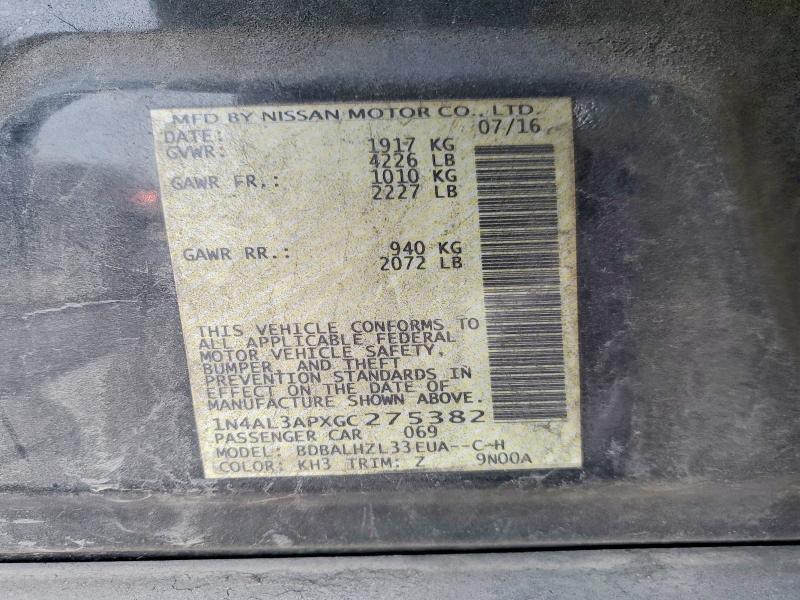 MFD BY NISSAN MOTOR CO., LTD.
DATE: 07/16
GVWR: 1917 KG
4226 LB
GAWR FR.: 1010 KG
2227 LB
GAWR RR.: 940 KG
2072 LB
THIS VEHICLE CONFORMS TO
ALL APPLICABLE FEDERAL
MOTOR VEHICLE SAFETY,
BUMPER, AND THEFT
PREVENTION STANDARDS IN
EFFECT ON THE DATE OF
MANUFACTURE SHOWN ABOVE.
1N4AL3APXGC275382
PASSENGER CAR 069
MODEL: BDBALHZL33EUA--C-H
COLOR: KH3 TRIM: Z 9N00A